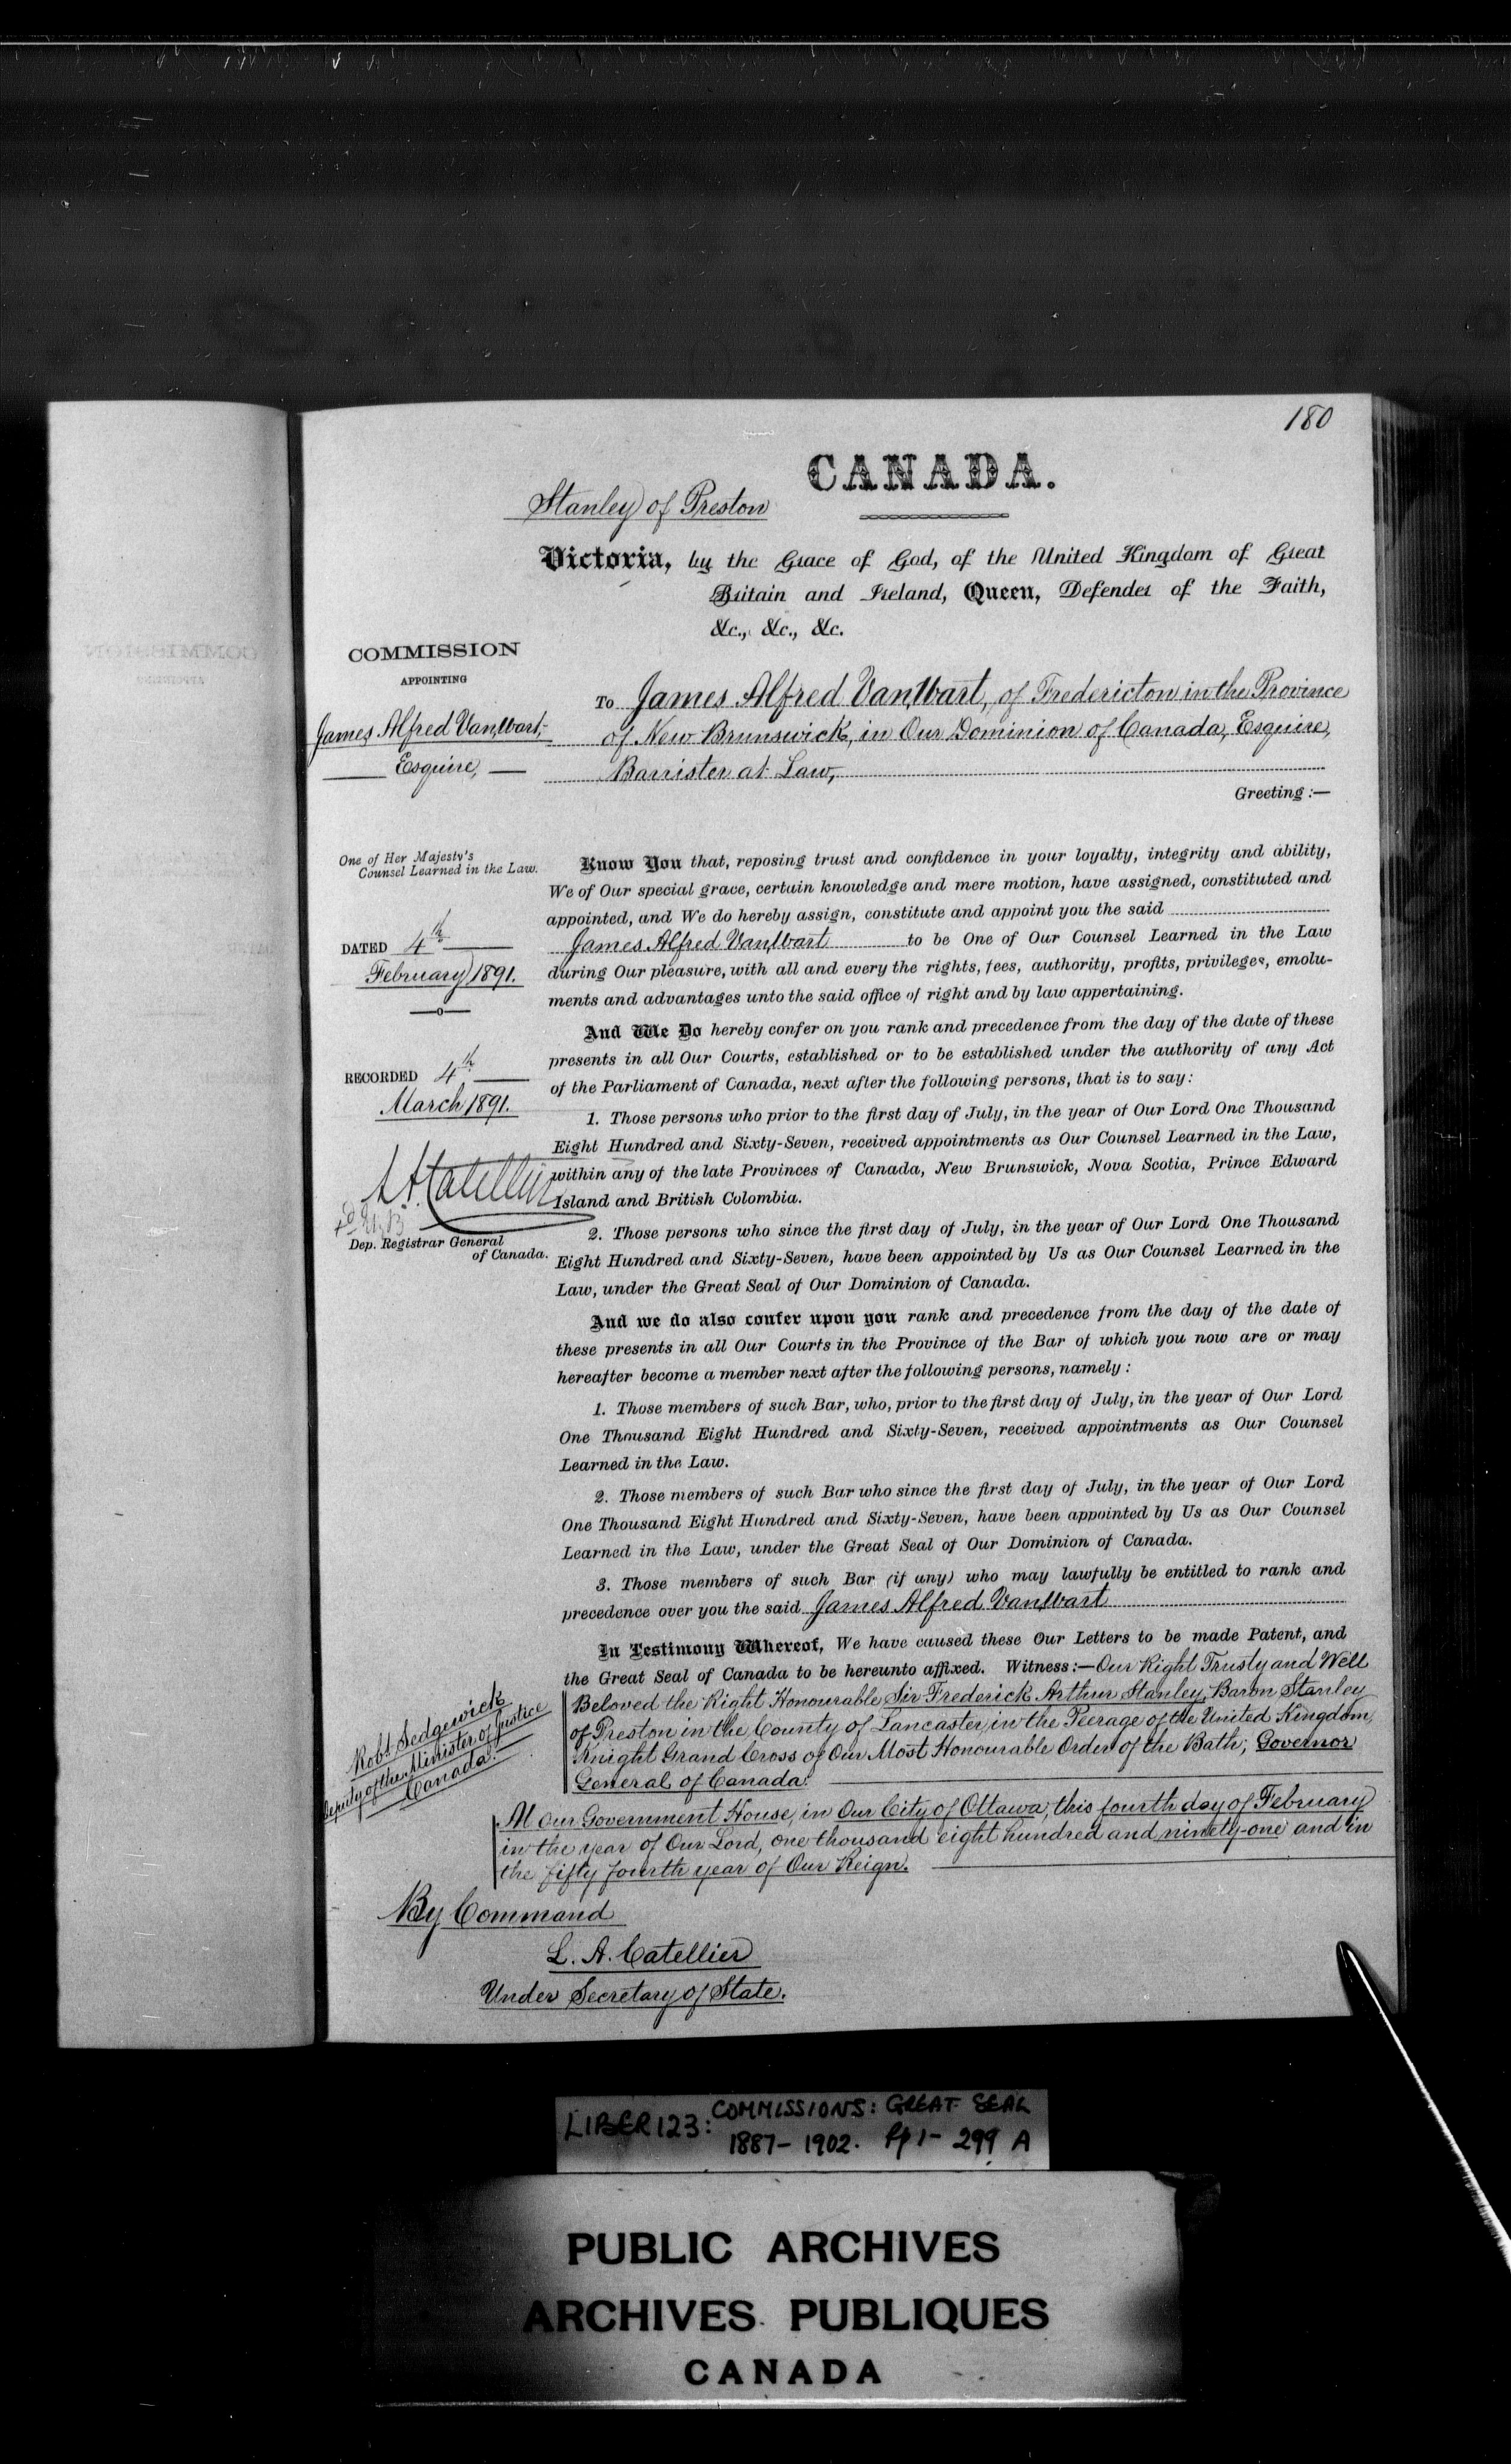 180
CANADA.
Stanley of Preston
Victoria, by the Grace of God, of the United Kingdom of Great
Britain and Ireland, Queen, Defender of the Faith,
&c., &c., &c.
COMMISSION
APPOINTING
James Alfred VanWart,
Esquire,
To James Alfred VanWart, of Fredericton in the Province
of New Brunswick, in Our Dominion of Canada, Esquire,
Barrister at Law,
Greeting:—
One of Her Majesty's
Counsel Learned in the Law.
DATED 4th
February 1891.
RECORDED 4th
March 1891.
L. A. Catellier
Dep. Registrar General
of Canada.
Know You that, reposing trust and confidence in your loyalty, integrity and ability,
We of Our special grace, certain knowledge and mere motion, have assigned, constituted and
appointed, and We do hereby assign, constitute and appoint you the said
James Alfred VanWart to be One of Our Counsel Learned in the Law
during Our pleasure, with all and every the rights, fees, authority, profits, privileges, emolu-
ments and advantages unto the said office of right and by law appertaining.
And We Do hereby confer on you rank and precedence from the day of the date of these
presents in all Our Courts, established or to be established under the authority of any Act
of the Parliament of Canada, next after the following persons, that is to say:
1. Those persons who prior to the first day of July, in the year of Our Lord One Thousand
Eight Hundred and Sixty-Seven, received appointments as Our Counsel Learned in the Law,
within any of the late Provinces of Canada, New Brunswick, Nova Scotia, Prince Edward
Island and British Colombia.
2. Those persons who since the first day of July, in the year of Our Lord One Thousand
Eight Hundred and Sixty-Seven, have been appointed by Us as Our Counsel Learned in the
Law, under the Great Seal of Our Dominion of Canada.
And we do also confer upon you rank and precedence from the day of the date of
these presents in all Our Courts in the Province of the Bar of which you now are or may
hereafter become a member next after the following persons, namely:
1. Those members of such Bar, who, prior to the first day of July, in the year of Our Lord
One Thousand Eight Hundred and Sixty-Seven, received appointments as Our Counsel
Learned in the Law.
2. Those members of such Bar who since the first day of July, in the year of Our Lord
One Thousand Eight Hundred and Sixty-Seven, have been appointed by Us as Our Counsel
Learned in the Law, under the Great Seal of Our Dominion of Canada.
3. Those members of such Bar (if any) who may lawfully be entitled to rank and
precedence over you the said James Alfred VanWart
In Testimony Whereof, We have caused these Our Letters to be made Patent, and
the Great Seal of Canada to be hereunto affixed. Witness:—Our Right Trusty and Well
Beloved the Right Honourable Sir Frederick Arthur Stanley, Baron Stanley
of Preston in the County of Lancaster, in the Peerage of the United Kingdom,
Knight Grand Cross of Our Most Honourable Order of the Bath; Governor
General of Canada.
Robt Sedgewick
Deputy of the Minister of Justice
Canada.
At our Government House, in Our City of Ottawa, this fourth day of February
in the year of Our Lord, one thousand eight hundred and ninety-one and in
the fifty fourth year of Our Reign.
By Command
L. A. Catellier
Under Secretary of State.
LIBER 123: COMMISSIONS: GREAT SEAL
1887-1902. Pp 1- 299 A
PUBLIC ARCHIVES
ARCHIVES PUBLIQUES
CANADA